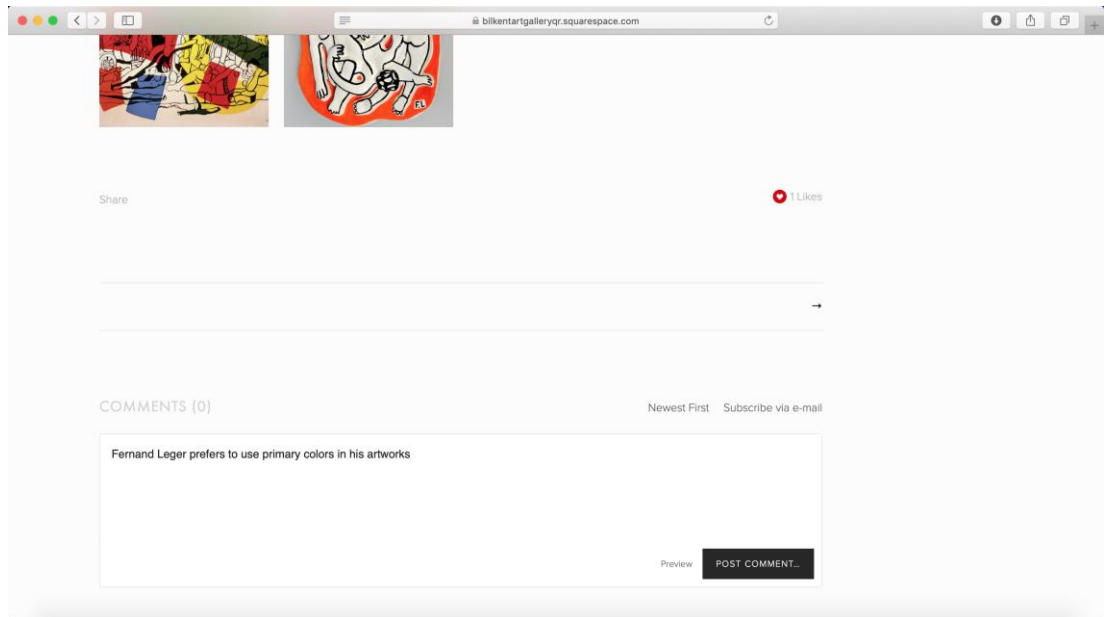 bilkentartgalleryqr.squarespace.com
F.L
Share
1 Likes
→
COMMENTS (0)
Newest First Subscribe via e-mail
Fernand Leger prefers to use primary colors in his artworks
Preview POST COMMENT...